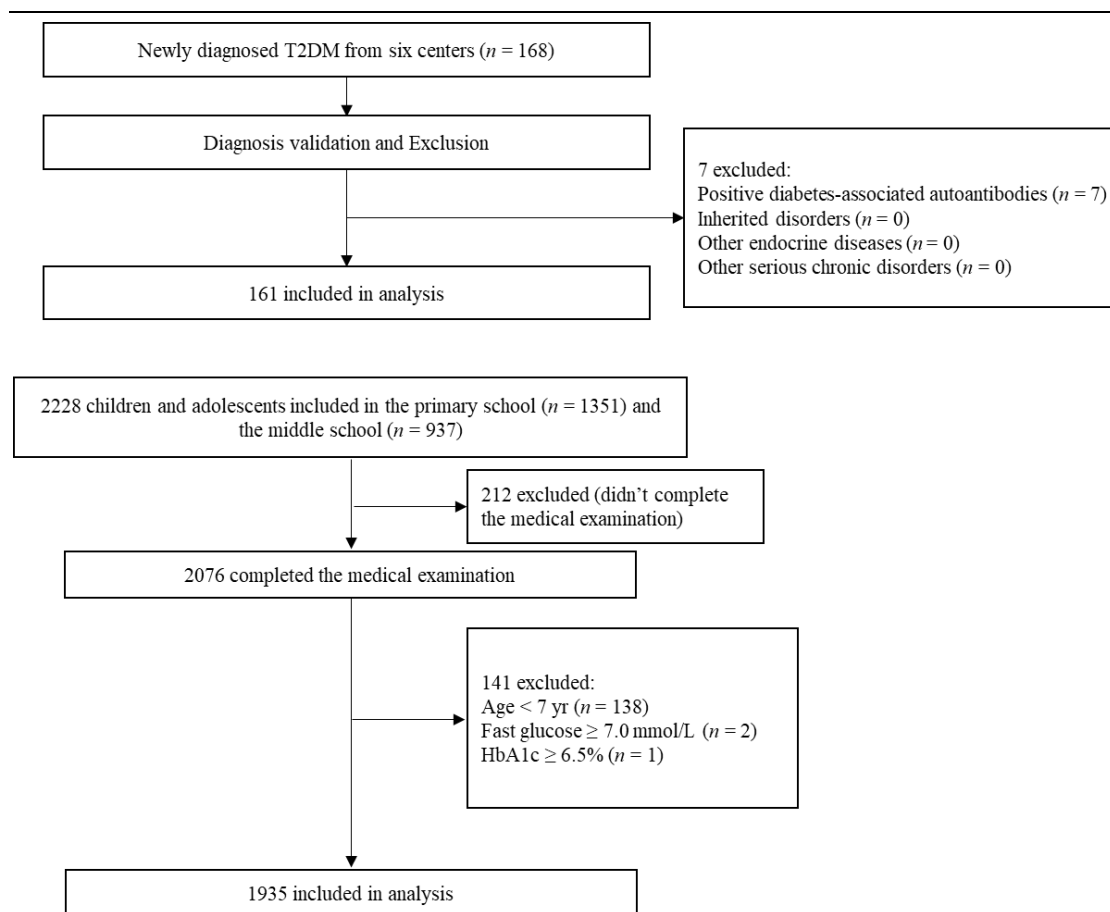 Newly diagnosed T2DM from six centers (n = 168)
Diagnosis validation and Exclusion
7 excluded:
Positive diabetes-associated autoantibodies (n = 7)
Inherited disorders (n = 0)
Other endocrine diseases (n = 0)
Other serious chronic disorders (n = 0)
161 included in analysis
2228 children and adolescents included in the primary school (n = 1351) and
the middle school (n = 937)
212 excluded (didn’t complete
the medical examination)
2076 completed the medical examination
141 excluded:
Age < 7 yr (n = 138)
Fast glucose ≥ 7.0 mmol/L (n = 2)
HbA1c ≥ 6.5% (n = 1)
1935 included in analysis